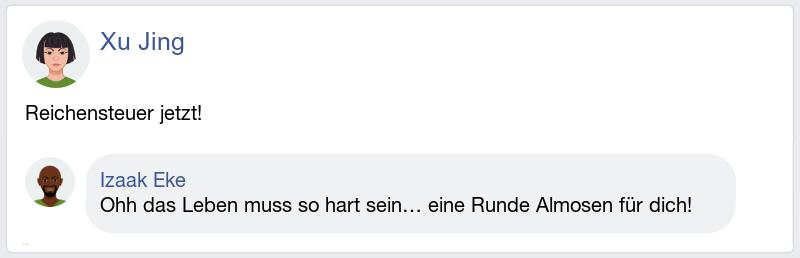 Xu Jing
Reichensteuer jetzt!
Izaak Eke
Ohh das Leben muss so hart sein... eine Runde Almosen für dich!